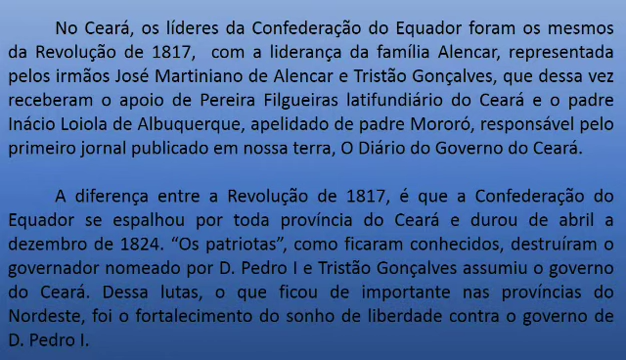 No Ceará, os líderes da Confederação do Equador foram os mesmos
da Revolução de 1817, com a liderança da família Alencar, representada
pelos irmãos José Martiniano de Alencar e Tristão Gonçalves, que dessa vez
receberam o apoio de Pereira Filgueiras latifundiário do Ceará e o padre
Inácio Loiola de Albuquerque, apelidado de padre Mororó, responsável pelo
primeiro jornal publicado em nossa terra, O Diário do Governo do Ceará.
A diferença entre a Revolução de 1817, é que a Confederação do
Equador se espalhou por toda província do Ceará e durou de abril a
dezembro de 1824. “Os patriotas”, como ficaram conhecidos, destruíram o
governador nomeado por D. Pedro I e Tristão Gonçalves assumiu o governo
do Ceará. Dessa lutas, o que ficou de importante nas províncias do
Nordeste, foi o fortalecimento do sonho de liberdade contra o governo de
D. Pedro I.